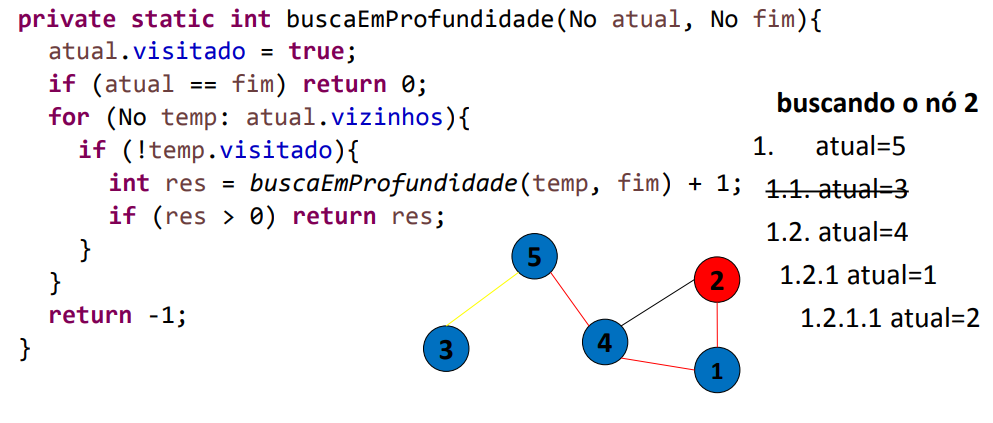 private static int buscaEmProfundidade(No atual, No fim){
atual.visitado = true;
if (atual == fim) return 0;
for (No temp: atual.vizinhos){
if (!temp.visitado){
int res = buscaEmProfundidade(temp, fim) + 1;
if (res > 0) return res;
}
}
return -1;
}
buscando o nó 2
1. atual=5
1.1. atual=3
1.2. atual=4
1.2.1 atual=1
1.2.1.1 atual=2
5
2
4
3
1